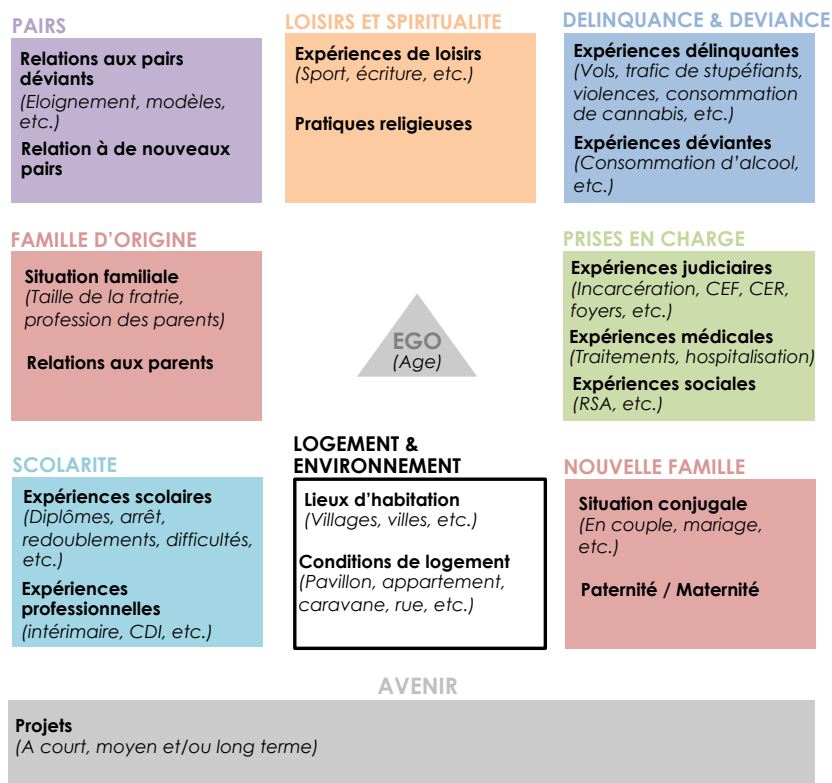 PAIRS
Relations aux pairs
déviants
(Eloignement, modèles,
etc.)
Relation à de nouveaux
pairs
LOISIRS ET SPIRITUALITE
Expériences de loisirs
(Sport, écriture, etc.)
Pratiques religieuses
DELINQUANCE & DEVIANCE
Expériences délinquantes
(Vols, trafic de stupéfiants,
violences, consommation
de cannabis, etc.)
Expériences déviantes
(Consommation d'alcool,
etc.)
FAMILLE D'ORIGINE
Situation familiale
(Taille de la fratrie,
profession des parents)
Relations aux parents
EGO
(Age)
PRISES EN CHARGE
Expériences judiciaires
(Incarcération, CEF, CER,
foyers, etc.)
Expériences médicales
(Traitements, hospitalisation)
Expériences sociales
(RSA, etc.)
SCOLARITE
Expériences scolaires
(Diplômes, arrêt,
redoublements, difficultés,
etc.)
Expériences
professionnelles
(intérimaire, CDI, etc.)
LOGEMENT &
ENVIRONNEMENT
Lieux d'habitation
(Villages, villes, etc.)
Conditions de logement
(Pavillon, appartement,
caravane, rue, etc.)
NOUVELLE FAMILLE
Situation conjugale
(En couple, mariage,
etc.)
Paternité / Maternité
AVENIR
Projets
(A court, moyen et/ou long terme)